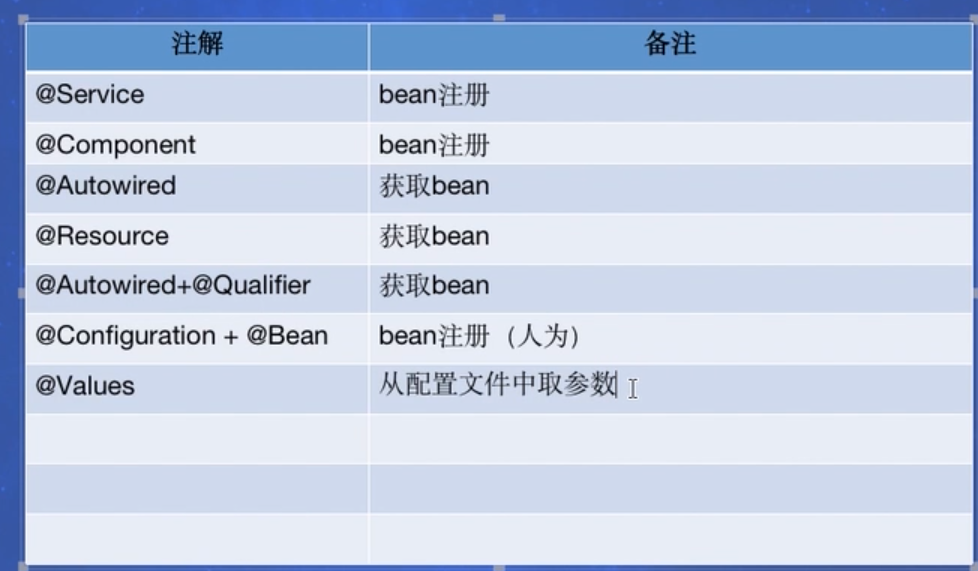 注解 备注
@Service bean注册
@Component bean注册
@Autowired 获取bean
@Resource 获取bean
@Autowired+@Qualifier 获取bean
@Configuration + @Bean bean注册（人为）
@Values 从配置文件中取参数